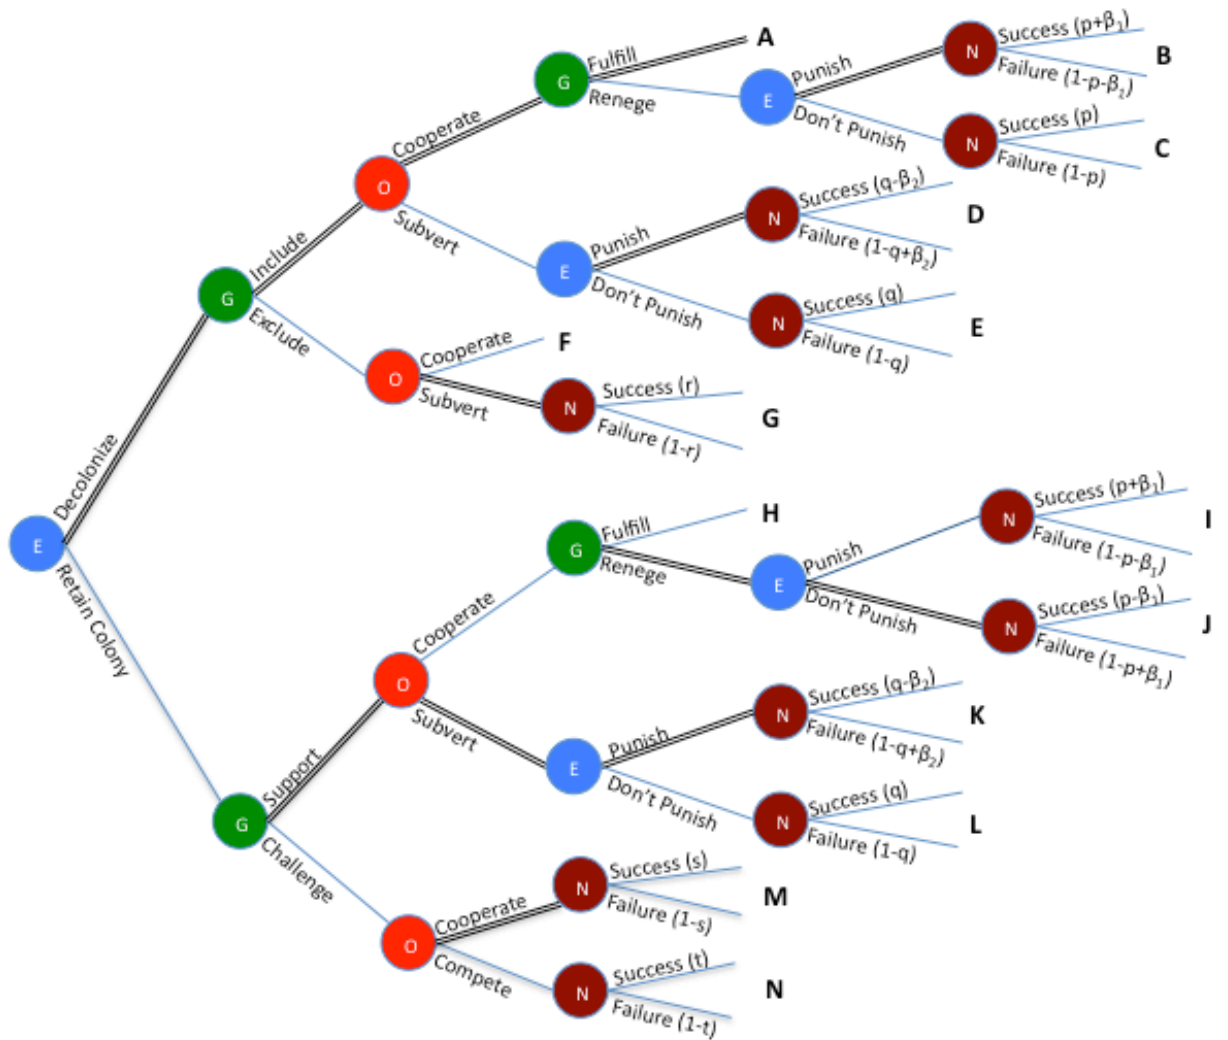 Success (p+β1)
Fulfill
A
N
B
Punish
G
Failure (1-p-β2)
Renege
E
Cooperate
Don't Punish
Success (p)
N
C
Failure (1-p)
O
Success (q-β2)
Subvert
Punish
N
D
Include
Failure (1-q+β2)
E
G
Don't Punish
Success (q)
Exclude
N
E
Cooperate
F
Failure (1-q)
O
Success (r)
Subvert
N
G
Failure (1-r)
Decolonize
Success (p+β1)
Fulfill
H
N
I
E
G
Punish
Failure (1-p-β1)
Renege
Retain Colony
E
Cooperate
Don't Punish
Success (p-β1)
N
J
Failure (1-p+β1)
O
Success (q-β2)
Subvert
Punish
N
K
Support
Failure (1-q+β2)
E
G
Don't Punish
Success (q)
N
L
Challenge
Failure (1-q)
Success (s)
N
M
Cooperate
Failure (1-s)
O
Success (t)
Compete
N
N
Failure (1-t)